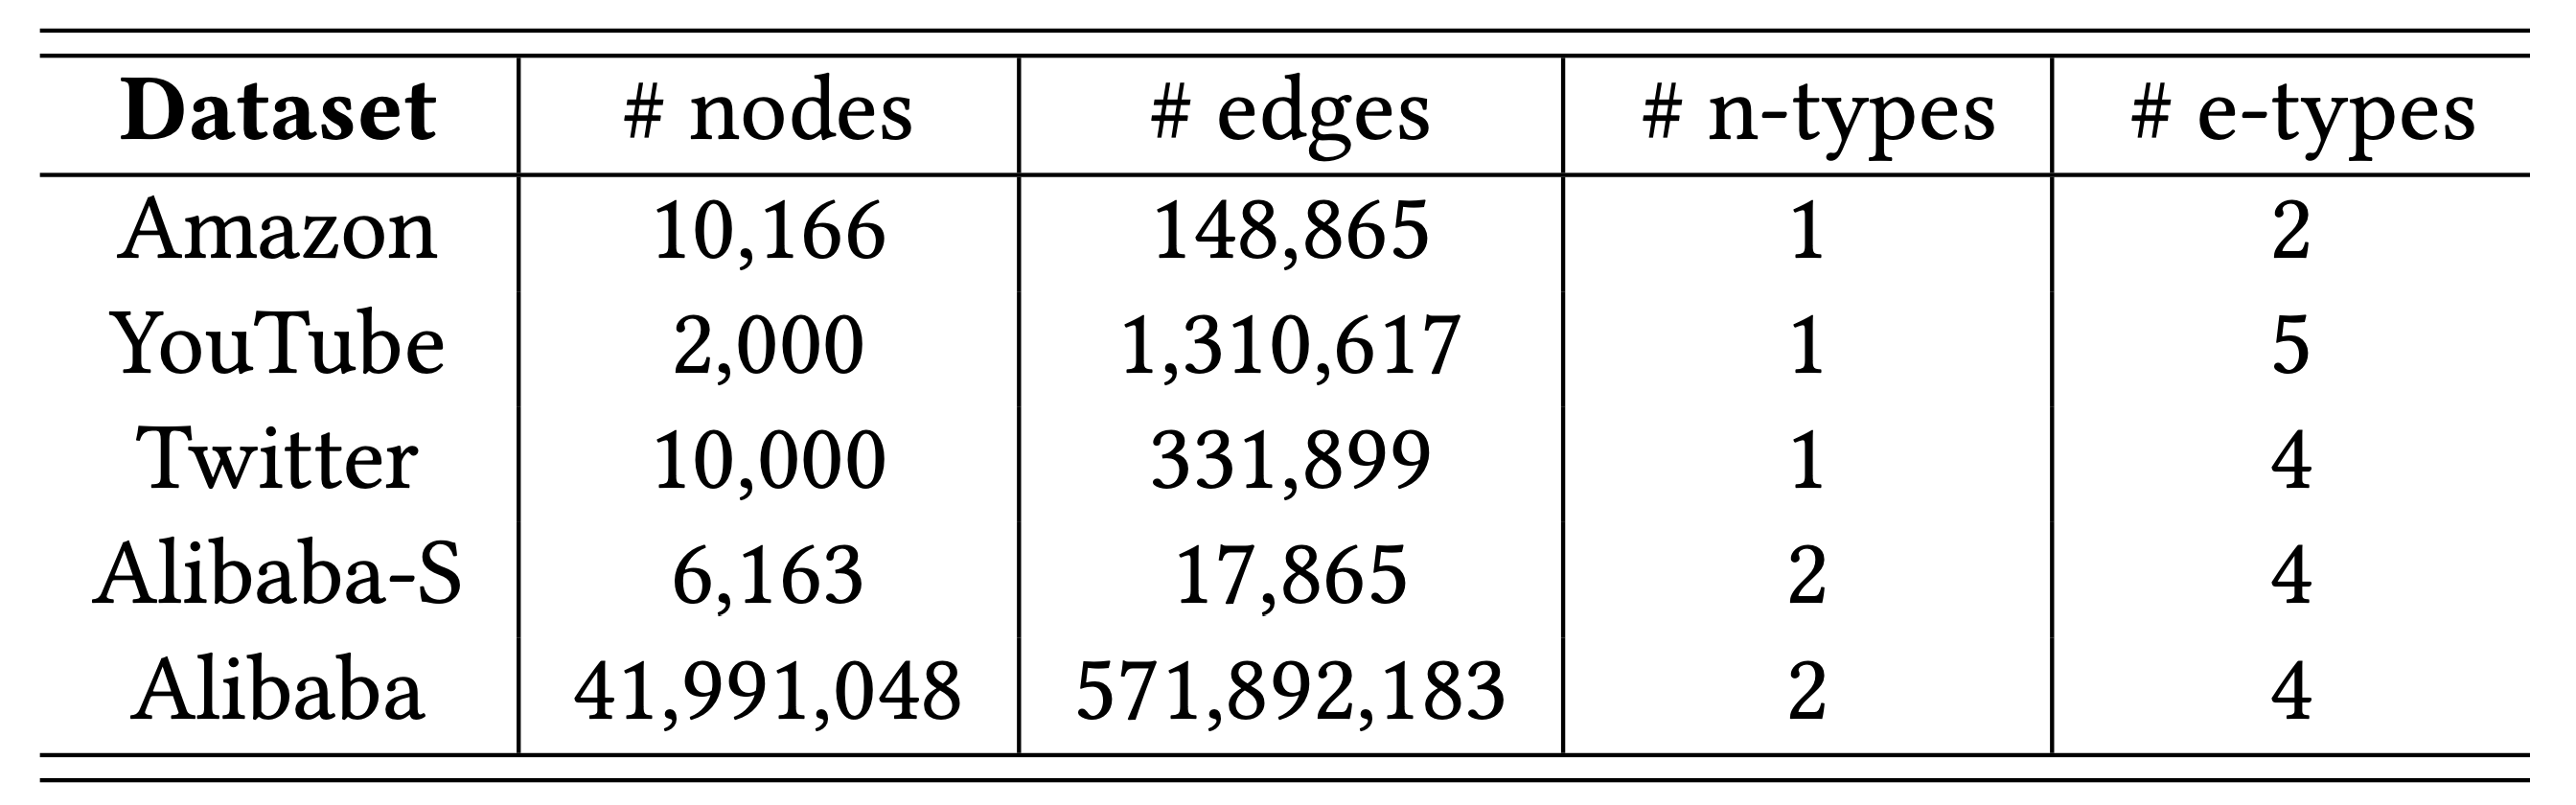 Dataset # nodes # edges # n-types # e-types
Amazon 10,166 148,865 1 2
YouTube 2,000 1,310,617 1 5
Twitter 10,000 331,899 1 4
Alibaba-S 6,163 17,865 2 4
Alibaba 41,991,048 571,892,183 2 4